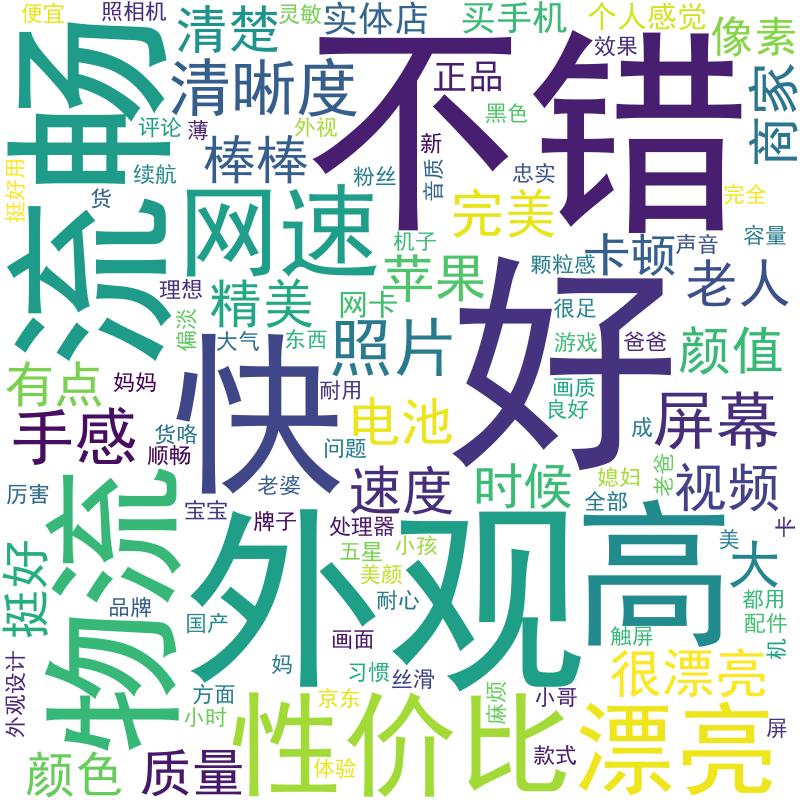 便宜
照相机
灵敏
实体店
买手机
个人感觉
清楚
不错
效果
像素
流畅
清晰度
正品
商家
评论
薄
外视
黑色
新
棒棒
挺好用
续航
粉丝
音质
忠实
完全
货
网速
完美
容量
机子
卡顿
声音
苹果
颗粒感
老人
理想
精美
网卡
好
很足
偏淡
大气
东西
照片
游戏
爸爸
颜值
快
有点
妈妈
耐用
画质
良好
电池
屏幕
手感
货咯
成
顺畅
问题
老婆
速度
时候
老爸
媳妇
视频
厉害
物流
宝宝
牌子
处理器
全部
半
外观
高
美
挺好
五星
小孩
大
美颜
品牌
耐心
都用
国产
画面
触屏
配件
机
外观设计
妈
习惯
丝滑
很漂亮
方面
京东
麻烦
小哥
小时
性价比
漂亮
屏
颜色
质量
体验
款式